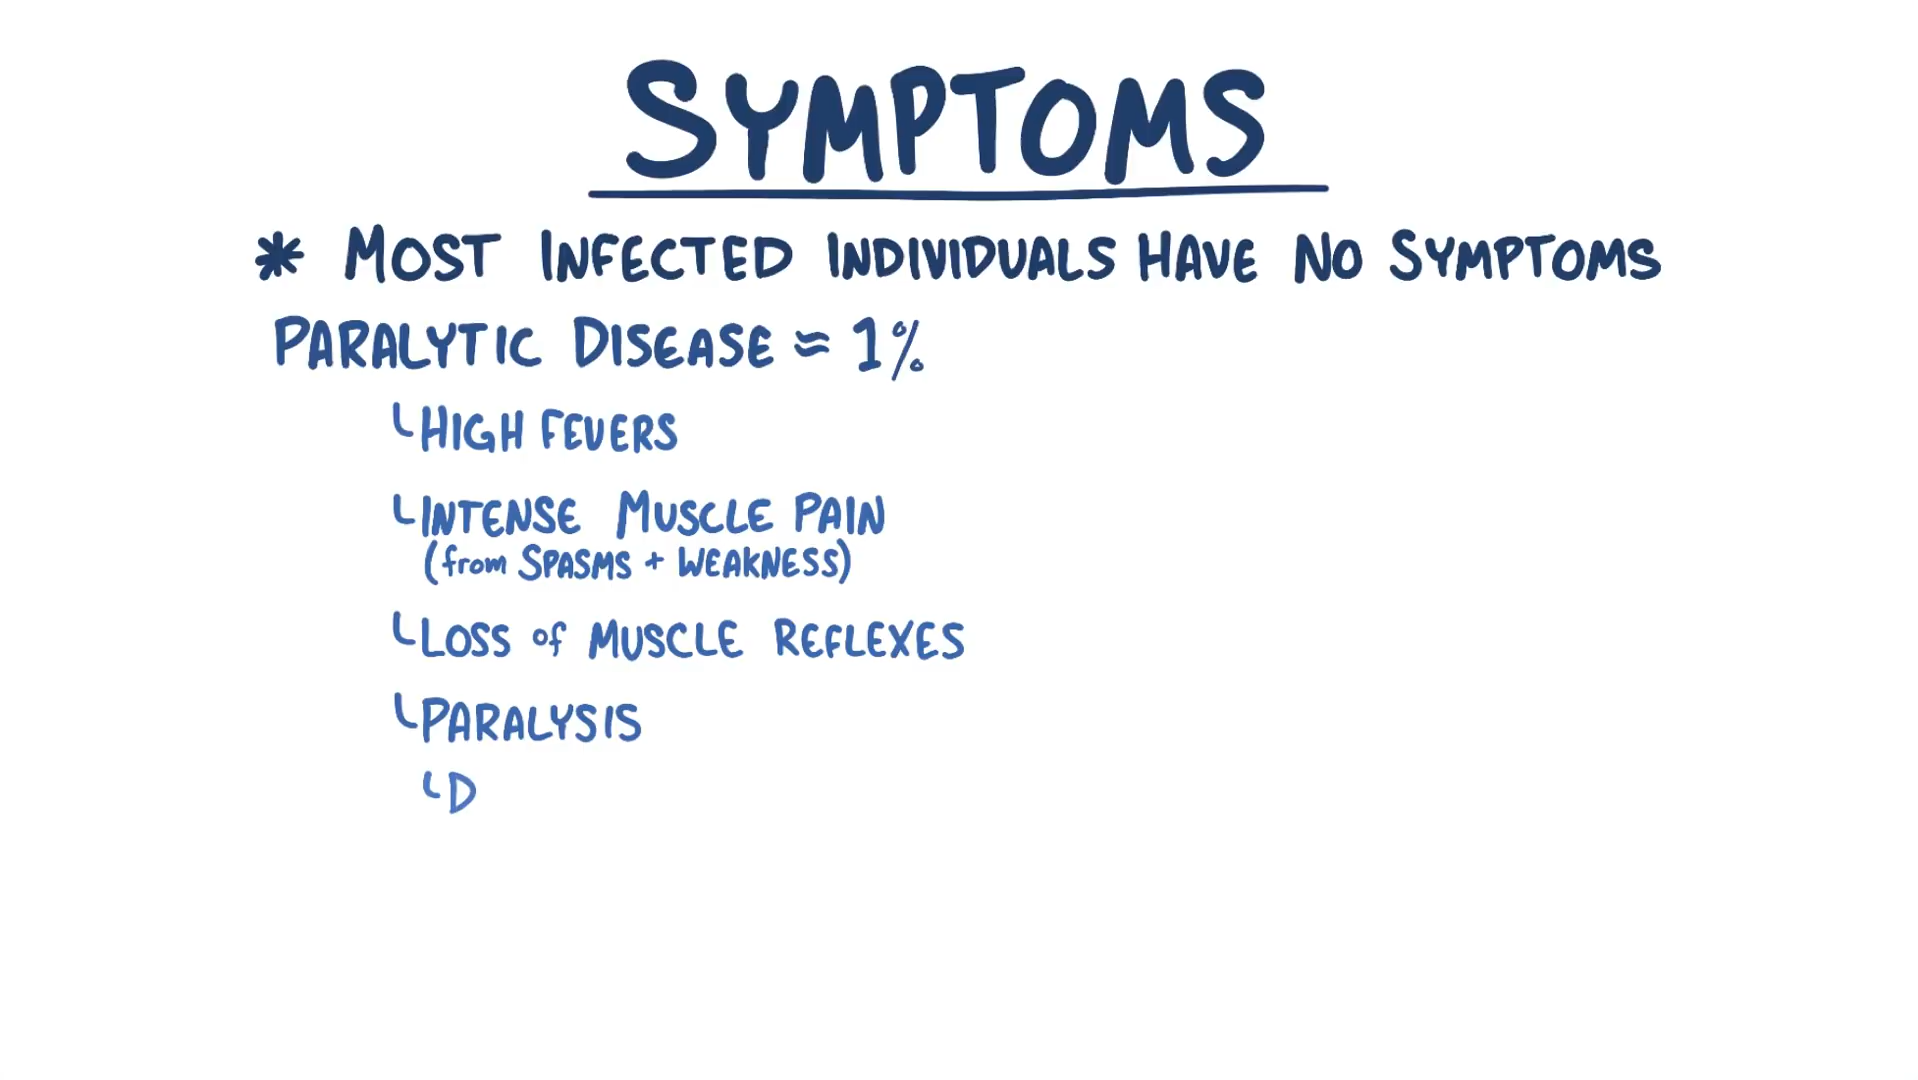 SYMPTOMS
* MOST INFECTED INDIVIDUALS HAVE NO SYMPTOMS
PARALYTIC DISEASE ≈ 1%
HIGH FEVERS
INTENSE MUSCLE PAIN
(from SPASMS + WEAKNESS)
LOSS of MUSCLE REFLEXES
PARALYSIS
D